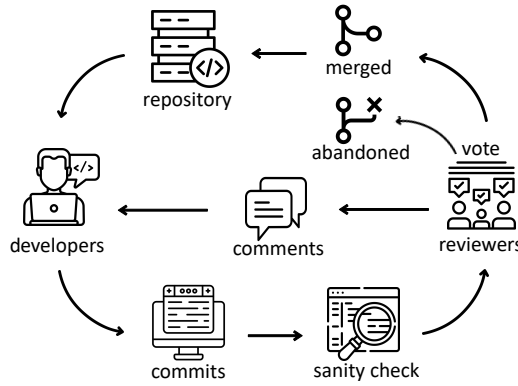 repository
merged
abandoned
vote
developers
comments
reviewers
commits
sanity check